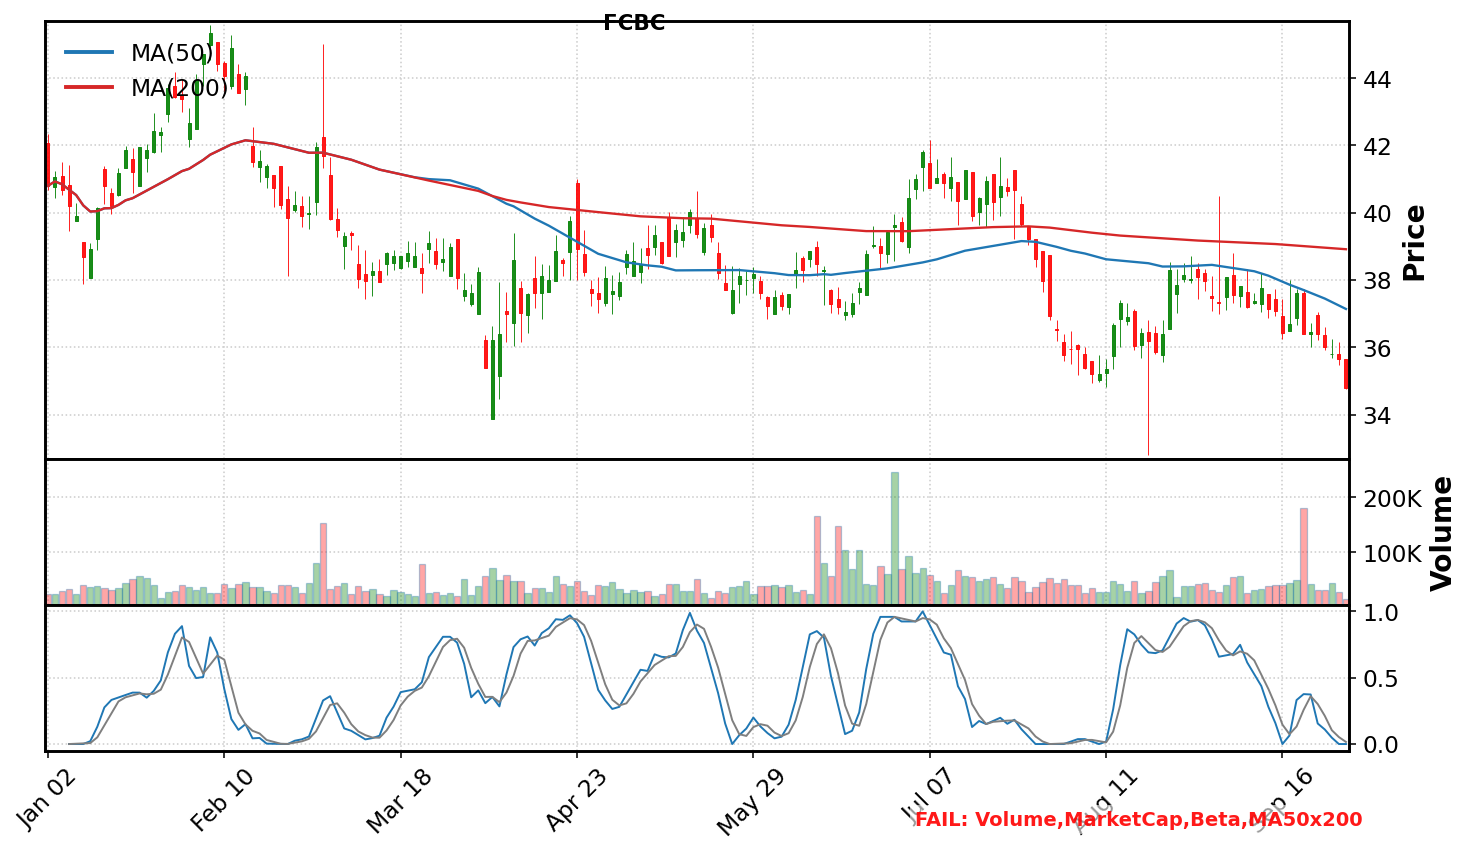 FCBC
MA(50)
MA(200)
44
42
40
38
36
34
Price
200K
100K
Volume
1.0
0.5
0.0
Jan 02
Feb 10
Mar 18
Apr 23
May 29
Jul 07
Aug 11
Sep 16
FAIL: Volume,MarketCap,Beta,MA50x200